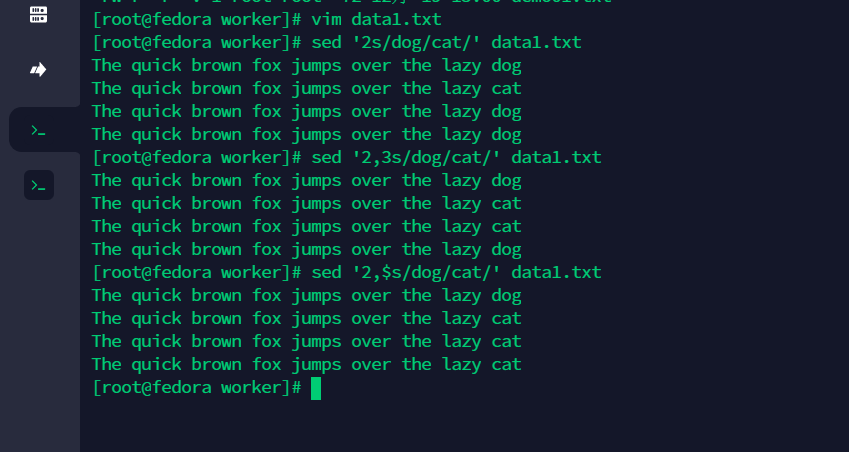 [root@fedora worker]# vim data1.txt
[root@fedora worker]# sed '2s/dog/cat/' data1.txt
The quick brown fox jumps over the lazy dog
The quick brown fox jumps over the lazy cat
The quick brown fox jumps over the lazy dog
The quick brown fox jumps over the lazy dog
[root@fedora worker]# sed '2,3s/dog/cat/' data1.txt
The quick brown fox jumps over the lazy dog
The quick brown fox jumps over the lazy cat
The quick brown fox jumps over the lazy cat
The quick brown fox jumps over the lazy dog
[root@fedora worker]# sed '2,$s/dog/cat/' data1.txt
The quick brown fox jumps over the lazy dog
The quick brown fox jumps over the lazy cat
The quick brown fox jumps over the lazy cat
The quick brown fox jumps over the lazy cat
[root@fedora worker]#